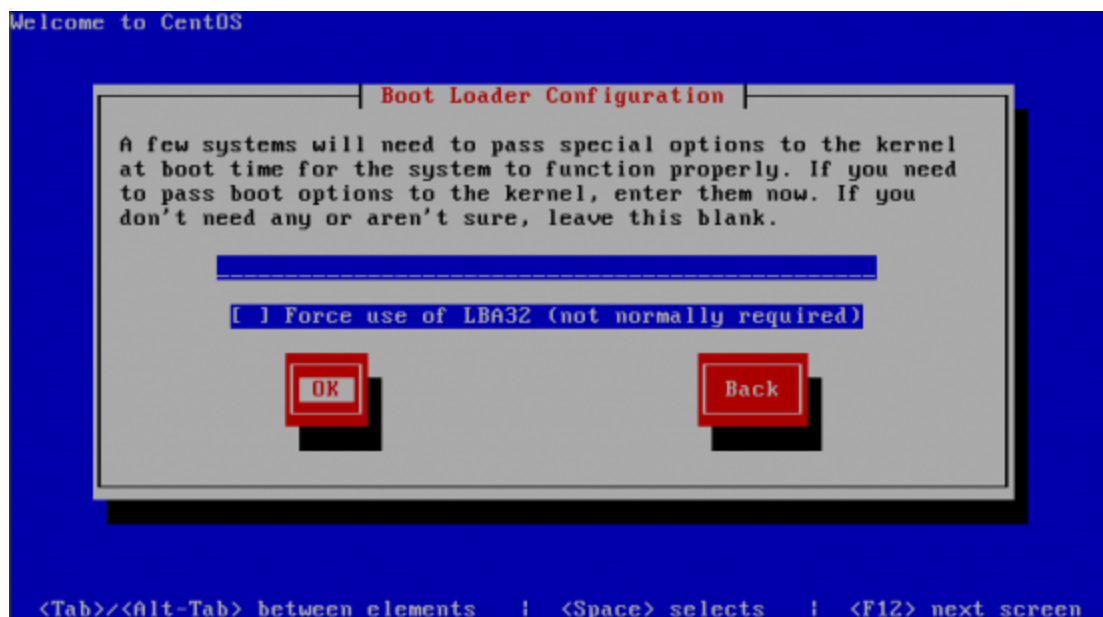 Welcome to CentOS
Boot Loader Configuration
A few systems will need to pass special options to the kernel
at boot time for the system to function properly. If you need
to pass boot options to the kernel, enter them now. If you
don't need any or aren't sure, leave this blank.
[ ] Force use of LBA32 (not normally required)
OK Back
<Tab>/<Alt-Tab> between elements | <Space> selects | <F12> next screen